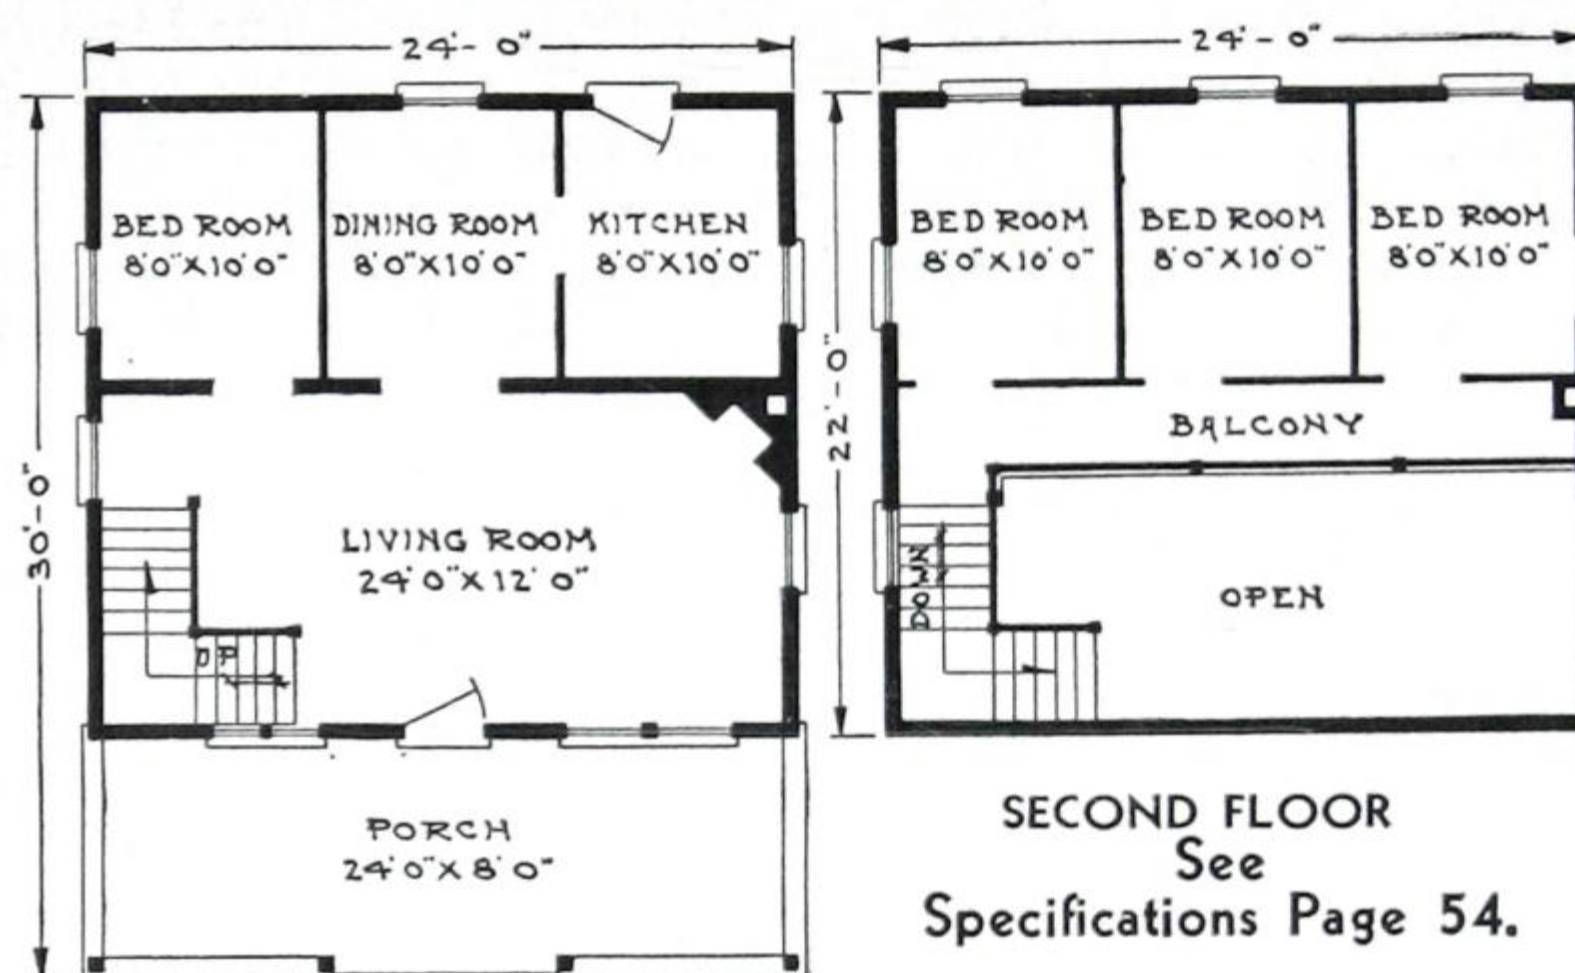 24'-0"
24'-0"
30'-0"
BED ROOM
8'0"X10'0"
DINING ROOM
8'0"X10'0"
KITCHEN
8'0"X10'0"
LIVING ROOM
24'0"X12'0"
UP
PORCH
24'0"X8'0"
22'-0"
BED ROOM
8'0"X10'0"
BED ROOM
8'0"X10'0"
BED ROOM
8'0"X10'0"
BALCONY
DOWN
OPEN
SECOND FLOOR
See
Specifications Page 54.